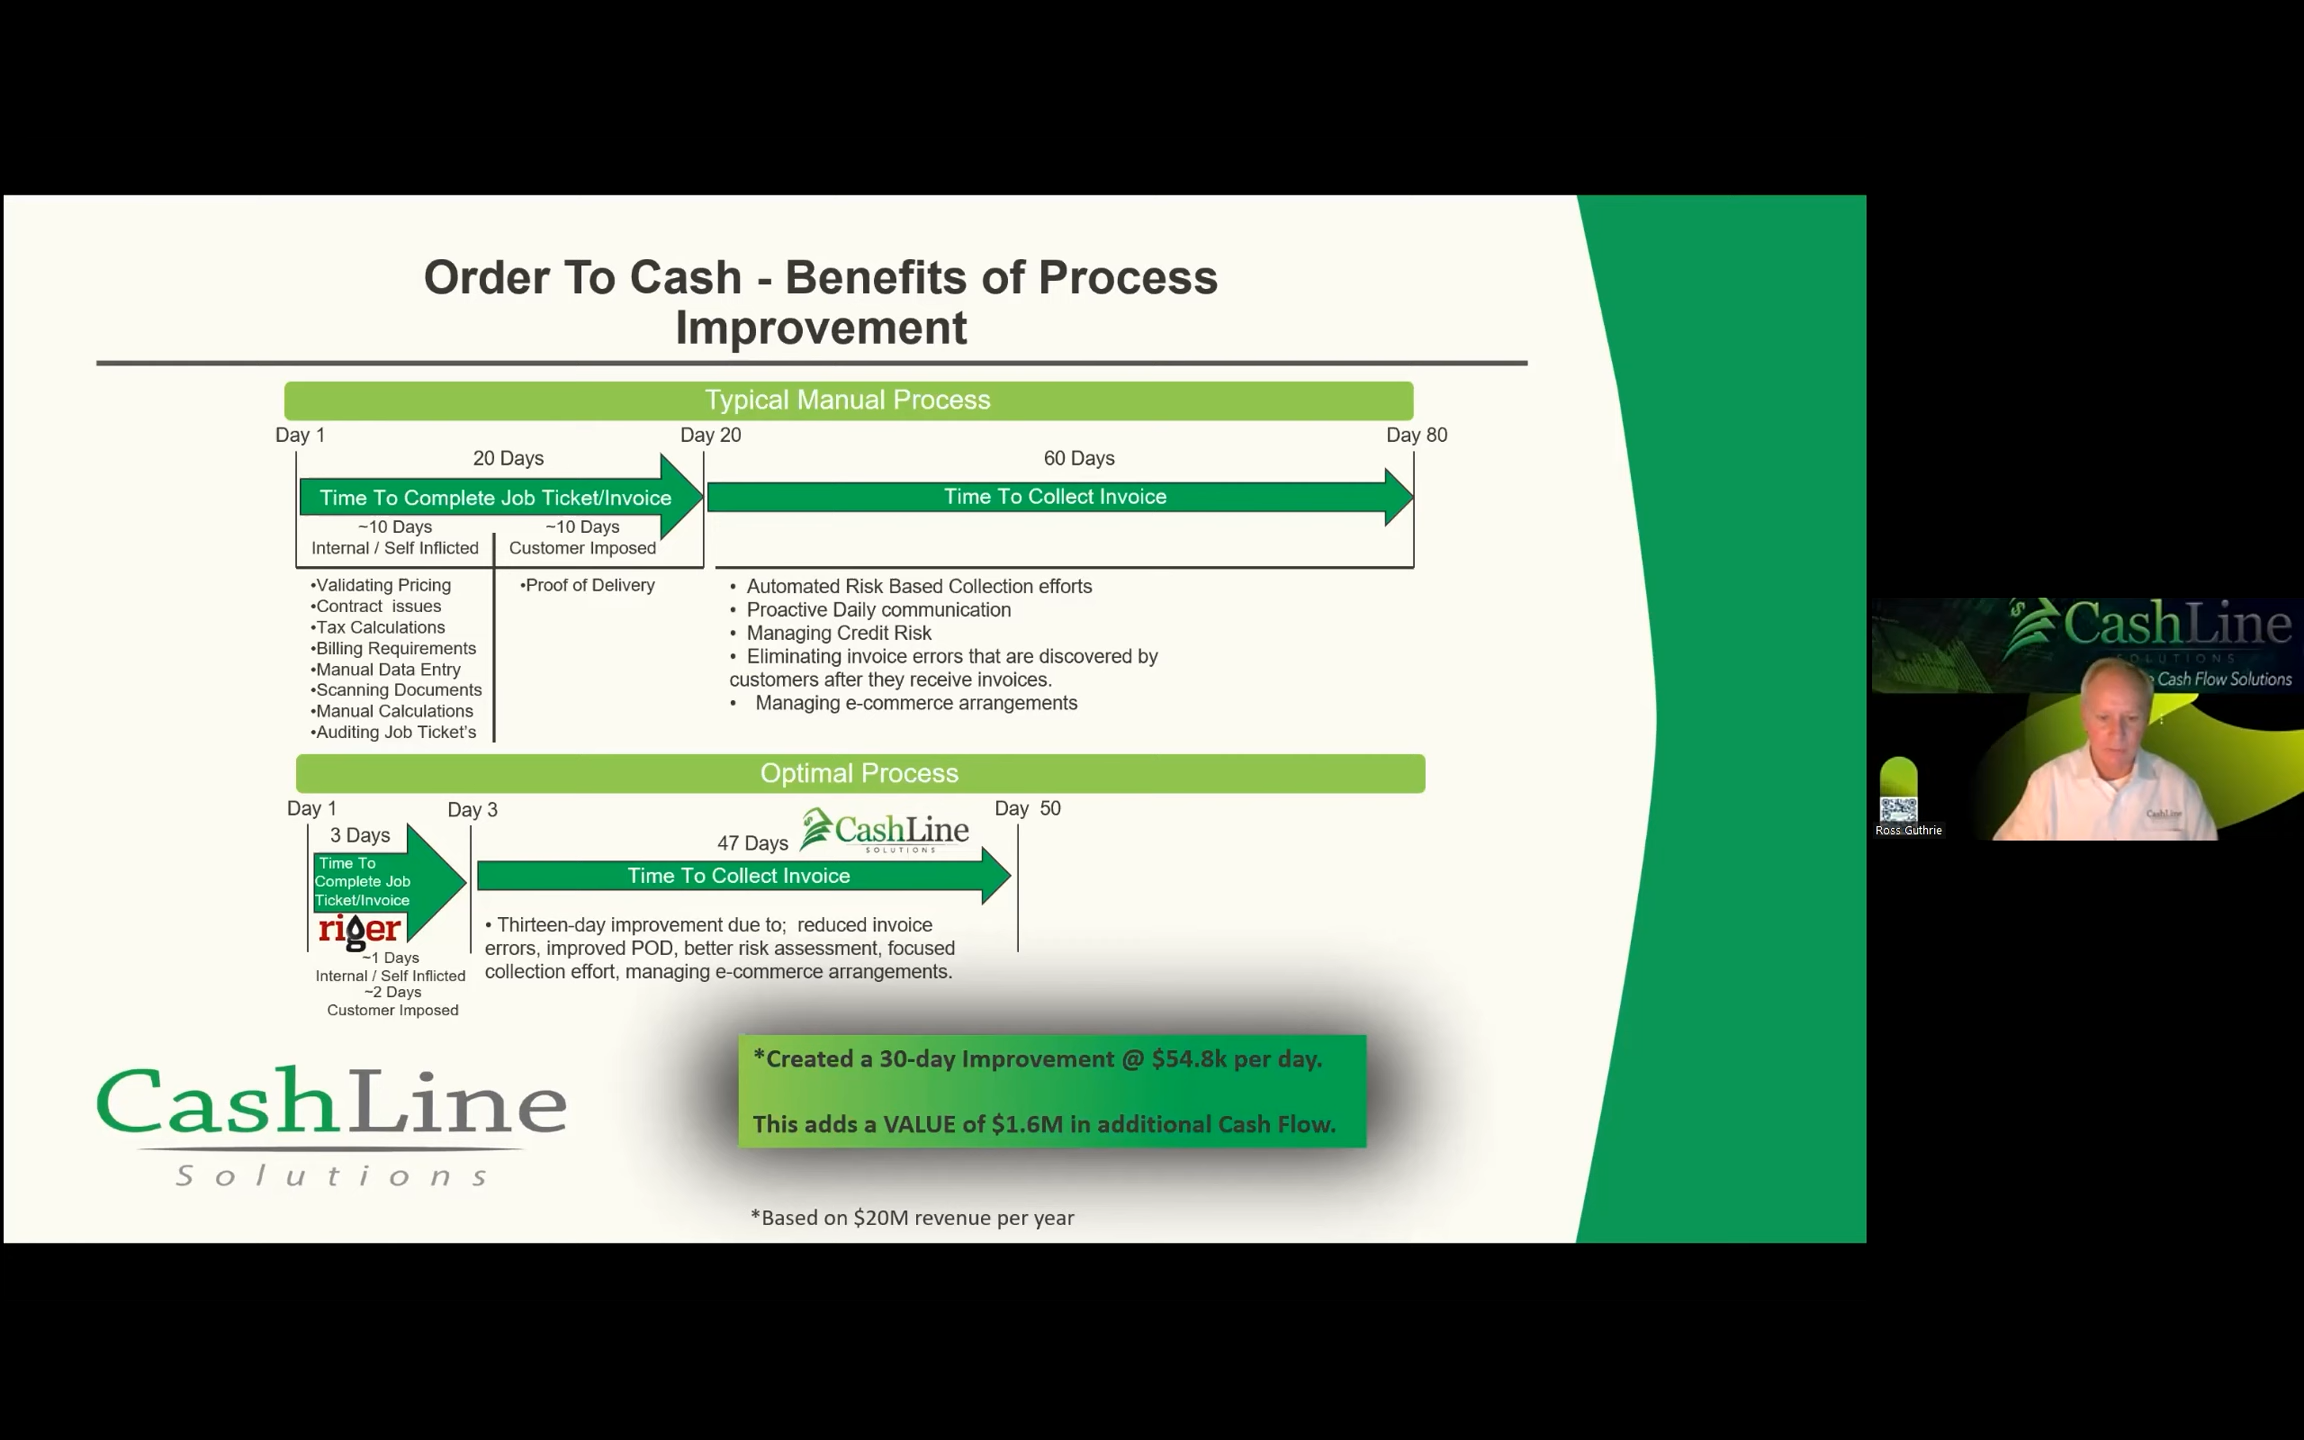 Order To Cash - Benefits of Process
Improvement
Typical Manual Process
Day 1
Day 20
Day 80
20 Days
60 Days
Time To Complete Job Ticket/Invoice
Time To Collect Invoice
~10 Days
Internal / Self Inflicted
~10 Days
Customer Imposed
•Validating Pricing
•Contract issues
•Tax Calculations
•Billing Requirements
•Manual Data Entry
•Scanning Documents
•Manual Calculations
•Auditing Job Ticket's
•Proof of Delivery
• Automated Risk Based Collection efforts
• Proactive Daily communication
• Managing Credit Risk
• Eliminating invoice errors that are discovered by
customers after they receive invoices.
• Managing e-commerce arrangements
Optimal Process
Day 1
Day 3
Day 50
3 Days
47 Days
CashLine
SOLUTIONS
Time To
Complete Job
Ticket/Invoice
Time To Collect Invoice
riger
~1 Days
Internal / Self Inflicted
~2 Days
Customer Imposed
• Thirteen-day improvement due to; reduced invoice
errors, improved POD, better risk assessment, focused
collection effort, managing e-commerce arrangements.
*Created a 30-day Improvement @ $54.8k per day.
This adds a VALUE of $1.6M in additional Cash Flow.
*Based on $20M revenue per year
CashLine
Solutions
CashLine
SOLUTIONS
Cash Flow Solutions
CashLine
Ross Guthrie